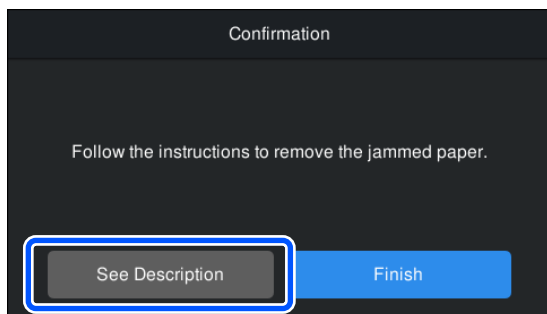 Confirmation
Follow the instructions to remove the jammed paper.
See Description
Finish